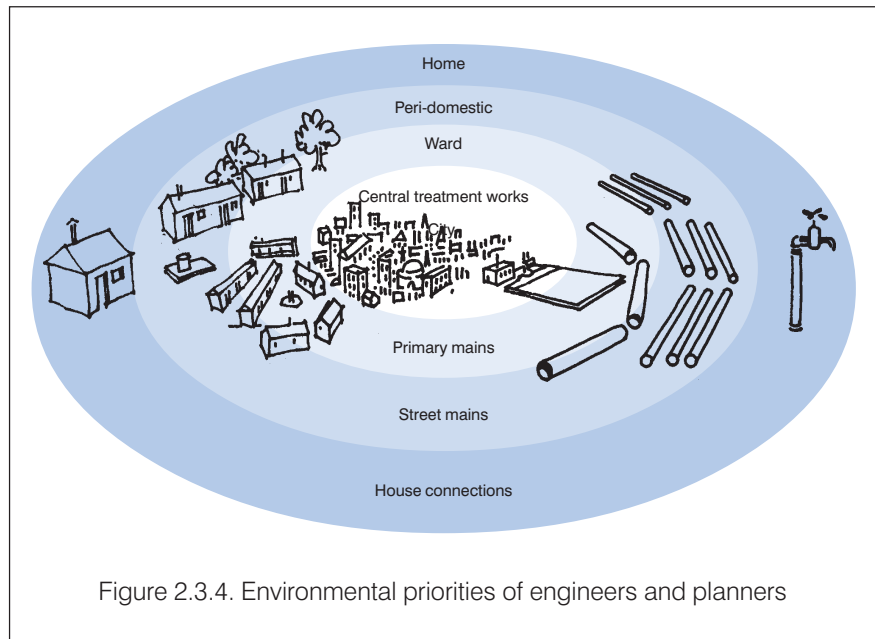 Home
Peri-domestic
Ward
Central treatment works
City
Primary mains
Street mains
House connections
Figure 2.3.4. Environmental priorities of engineers and planners